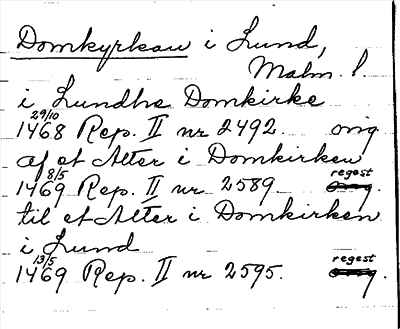 Domkyrkan i Lund,
Malm. l
i Lundhs Domkirke
29/10
1468 Rep. II nr 2492. orig
af et Alter i Domkirken
8/5 regest
1469 Rep. II nr 2589 orig.
til et Alter i Domkirken
i Lund
13/5 regest
1469 Rep. II nr 2595. orig.